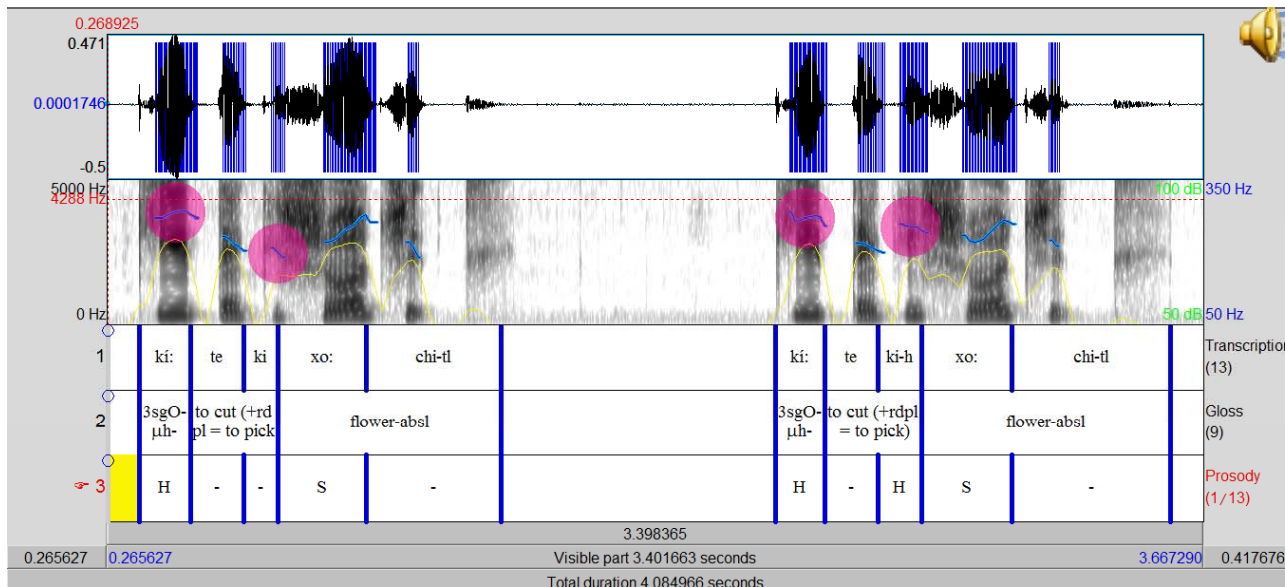 0.268925
0.471
0.0001746
-0.5
5000 Hz
4288 Hz
100 dB 350 Hz
0 Hz
50 dB 50 Hz
1 kí: te ki xo: chi-tl kí: te ki-h xo: chi-tl Transcription (13)
2 3sgO-μh- to cut (+rdpl = to pick flower-absl 3sgO-μh- to cut (+rdpl = to pick) flower-absl Gloss (9)
☞ 3 H - - S - H - H S - Prosody (1/13)
3.398365
0.265627 0.265627 Visible part 3.401663 seconds 3.667290 0.417676
Total duration 4.084966 seconds